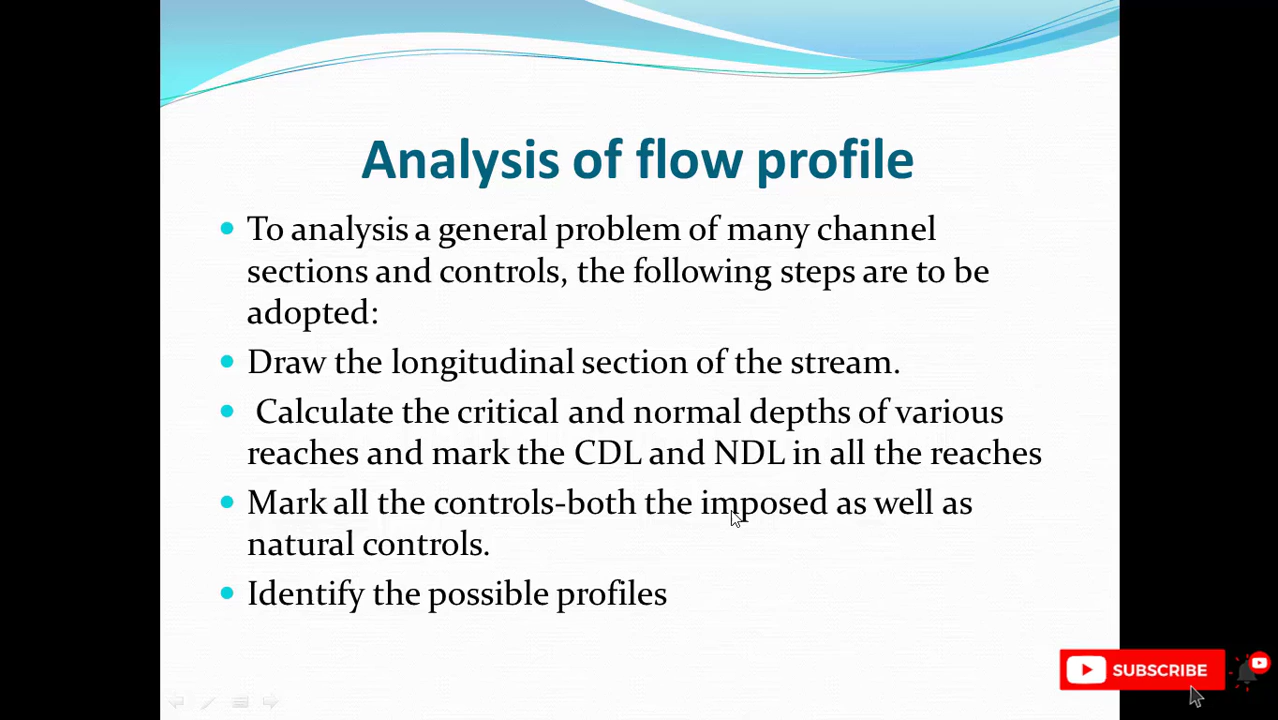 Analysis of flow profile
To analysis a general problem of many channel
sections and controls, the following steps are to be
adopted:
Draw the longitudinal section of the stream.
Calculate the critical and normal depths of various
reaches and mark the CDL and NDL in all the reaches
Mark all the controls-both the imposed as well as
natural controls.
Identify the possible profiles
SUBSCRIBE